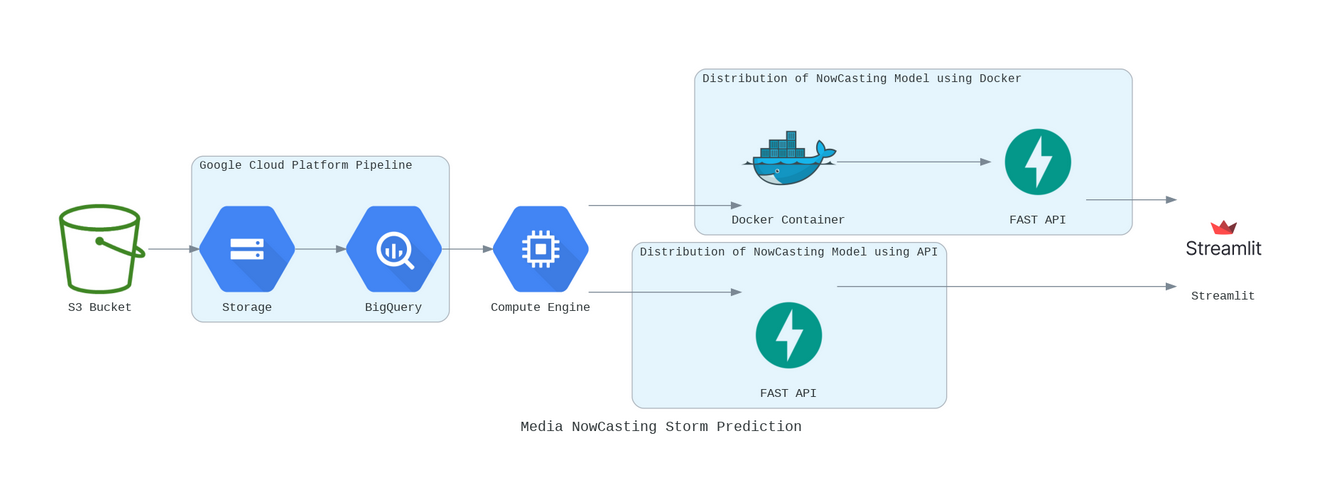 Distribution of NowCasting Model using Docker
Google Cloud Platform Pipeline
Docker Container
FAST API
Streamlit
Distribution of NowCasting Model using API
Streamlit
S3 Bucket
Storage
BigQuery
Compute Engine
FAST API
Media NowCasting Storm Prediction